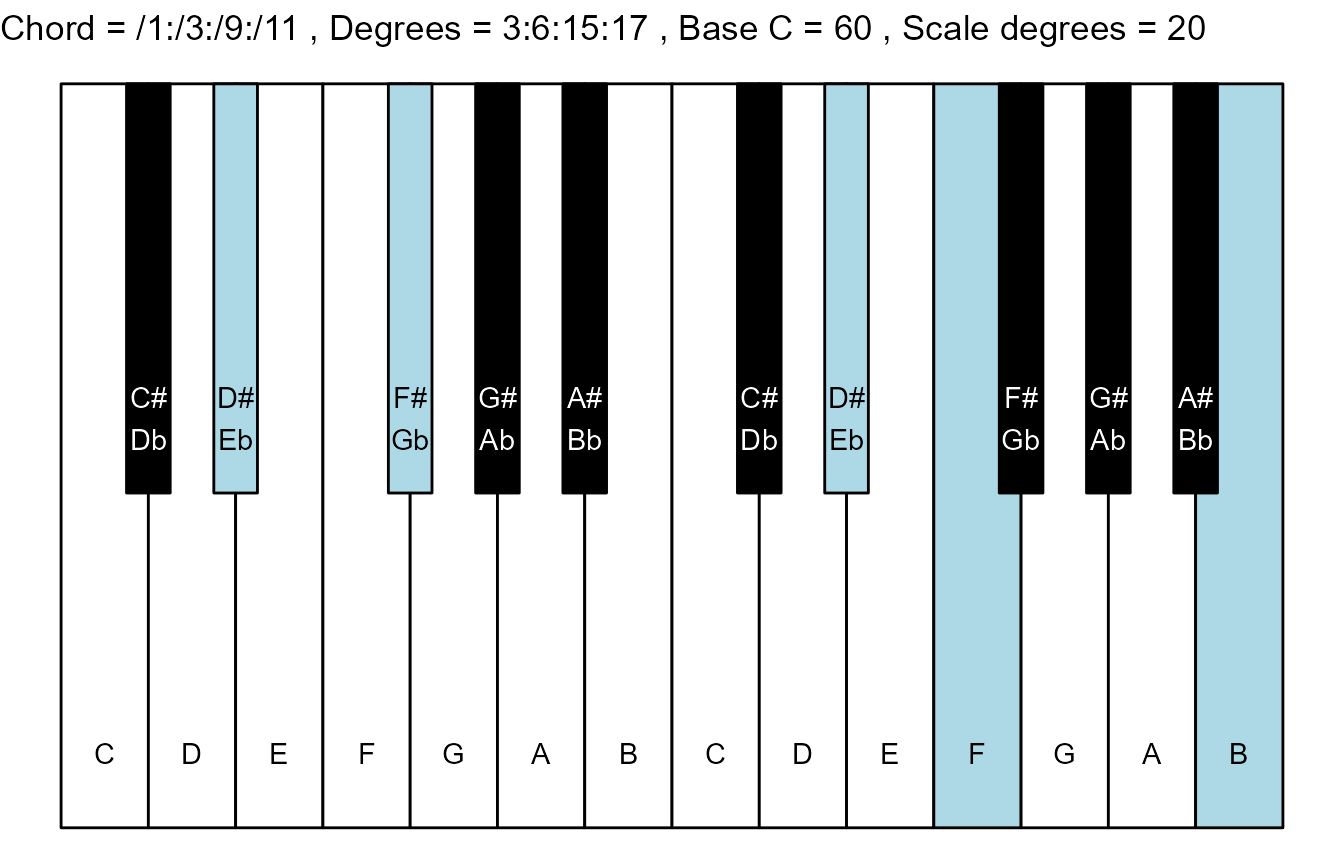 Chord = /1:/3:/9:/11 , Degrees = 3:6:15:17 , Base C = 60 , Scale degrees = 20
C# D# F# G# A# C# D# F# G# A#
Db Eb Gb Ab Bb Db Eb Gb Ab Bb
C D E F G A B C D E F G A B